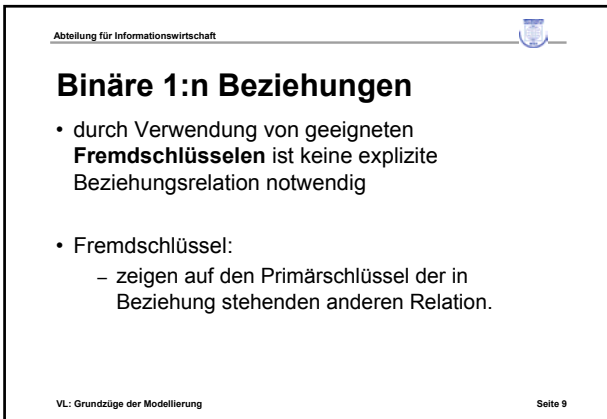 Abteilung für Informationswirtschaft
Binäre 1:n Beziehungen
• durch Verwendung von geeigneten
Fremdschlüsselen ist keine explizite
Beziehungsrelation notwendig
• Fremdschlüssel:
– zeigen auf den Primärschlüssel der in
Beziehung stehenden anderen Relation.
VL: Grundzüge der Modellierung Seite 9